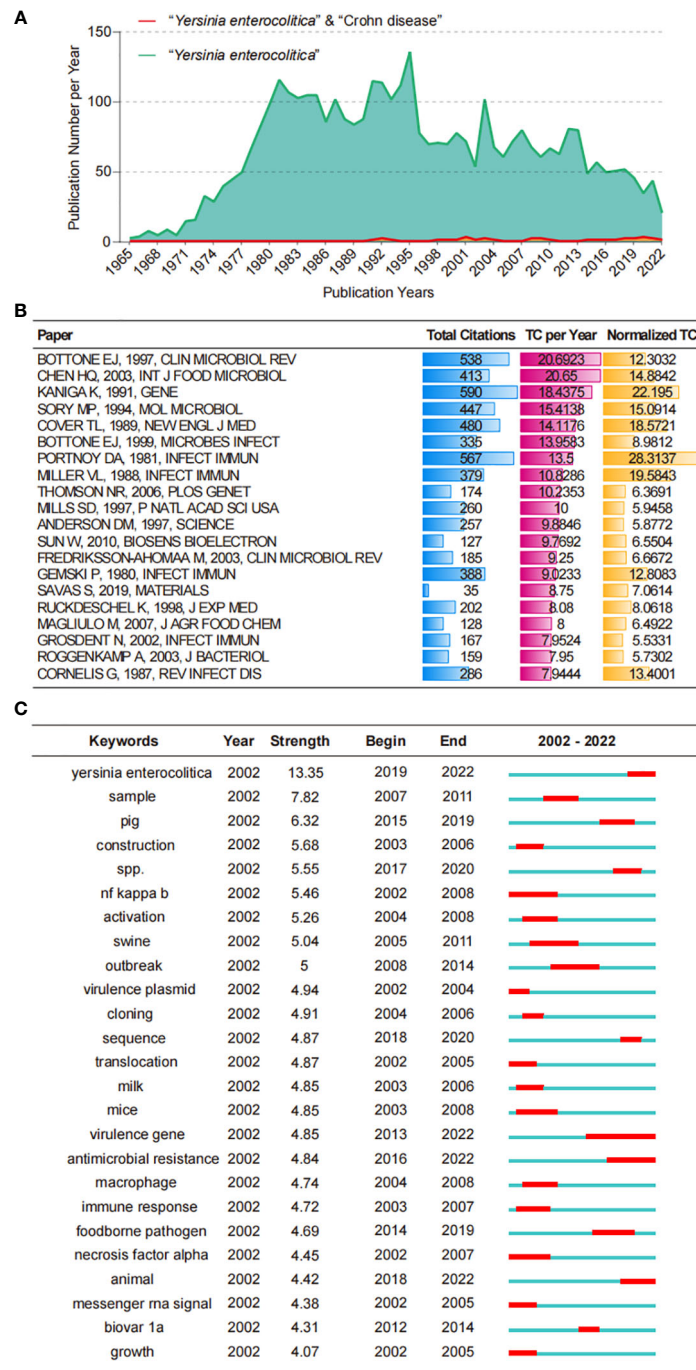 A
"Yersinia enterocolitica" & "Crohn disease"
"Yersinia enterocolitica"
Publication Number per Year
150
100
50
0
1965 1968 1971 1974 1977 1980 1983 1986 1989 1992 1995 1998 2001 2004 2007 2010 2013 2016 2019 2022
Publication Years
B
Paper Total Citations TC per Year Normalized TC
BOTTONE EJ, 1997, CLIN MICROBIOL REV 538 20.6923 12.3032
CHEN HQ, 2003, INT J FOOD MICROBIOL 413 20.65 14.8842
KANIGA K, 1991, GENE 590 18.4375 22.195
SORY MP, 1994, MOL MICROBIOL 447 15.4138 15.0914
COVER TL, 1989, NEW ENGL J MED 480 14.1176 18.5721
BOTTONE EJ, 1999, MICROBES INFECT 335 13.9583 8.9812
PORTNOY DA, 1981, INFECT IMMUN 567 13.5 28.3137
MILLER VL, 1988, INFECT IMMUN 379 10.8286 19.5843
THOMSON NR, 2006, PLOS GENET 174 10.2353 6.3691
MILLS SD, 1997, P NATL ACAD SCI USA 260 10 5.9458
ANDERSON DM, 1997, SCIENCE 257 9.8846 5.8772
SUN W, 2010, BIOSENS BIOELECTRON 127 9.7692 6.5504
FREDRIKSSON-AHOMAA M, 2003, CLIN MICROBIOL REV 185 9.25 6.6672
GEMSKI P, 1980, INFECT IMMUN 388 9.0233 12.8083
SAVAS S, 2019, MATERIALS 35 8.75 7.0614
RUCKDESCHEL K, 1998, J EXP MED 202 8.08 8.0618
MAGLIULO M, 2007, J AGR FOOD CHEM 128 8 6.4922
GROSDENT N, 2002, INFECT IMMUN 167 7.9524 5.5331
ROGGENKAMP A, 2003, J BACTERIOL 159 7.95 5.7302
CORNELIS G, 1987, REV INFECT DIS 286 7.9444 13.4001
C
Keywords Year Strength Begin End 2002 - 2022
yersinia enterocolitica 2002 13.35 2019 2022
sample 2002 7.82 2007 2011
pig 2002 6.32 2015 2019
construction 2002 5.68 2003 2006
spp. 2002 5.55 2017 2020
nf kappa b 2002 5.46 2002 2008
activation 2002 5.26 2004 2008
swine 2002 5.04 2005 2011
outbreak 2002 5 2008 2014
virulence plasmid 2002 4.94 2002 2004
cloning 2002 4.91 2004 2006
sequence 2002 4.87 2018 2020
translocation 2002 4.87 2002 2005
milk 2002 4.85 2003 2006
mice 2002 4.85 2003 2008
virulence gene 2002 4.85 2013 2022
antimicrobial resistance 2002 4.84 2016 2022
macrophage 2002 4.74 2004 2008
immune response 2002 4.72 2003 2007
foodborne pathogen 2002 4.69 2014 2019
necrosis factor alpha 2002 4.45 2002 2007
animal 2002 4.42 2018 2022
messenger rna signal 2002 4.38 2002 2005
biovar 1a 2002 4.31 2012 2014
growth 2002 4.07 2002 2005